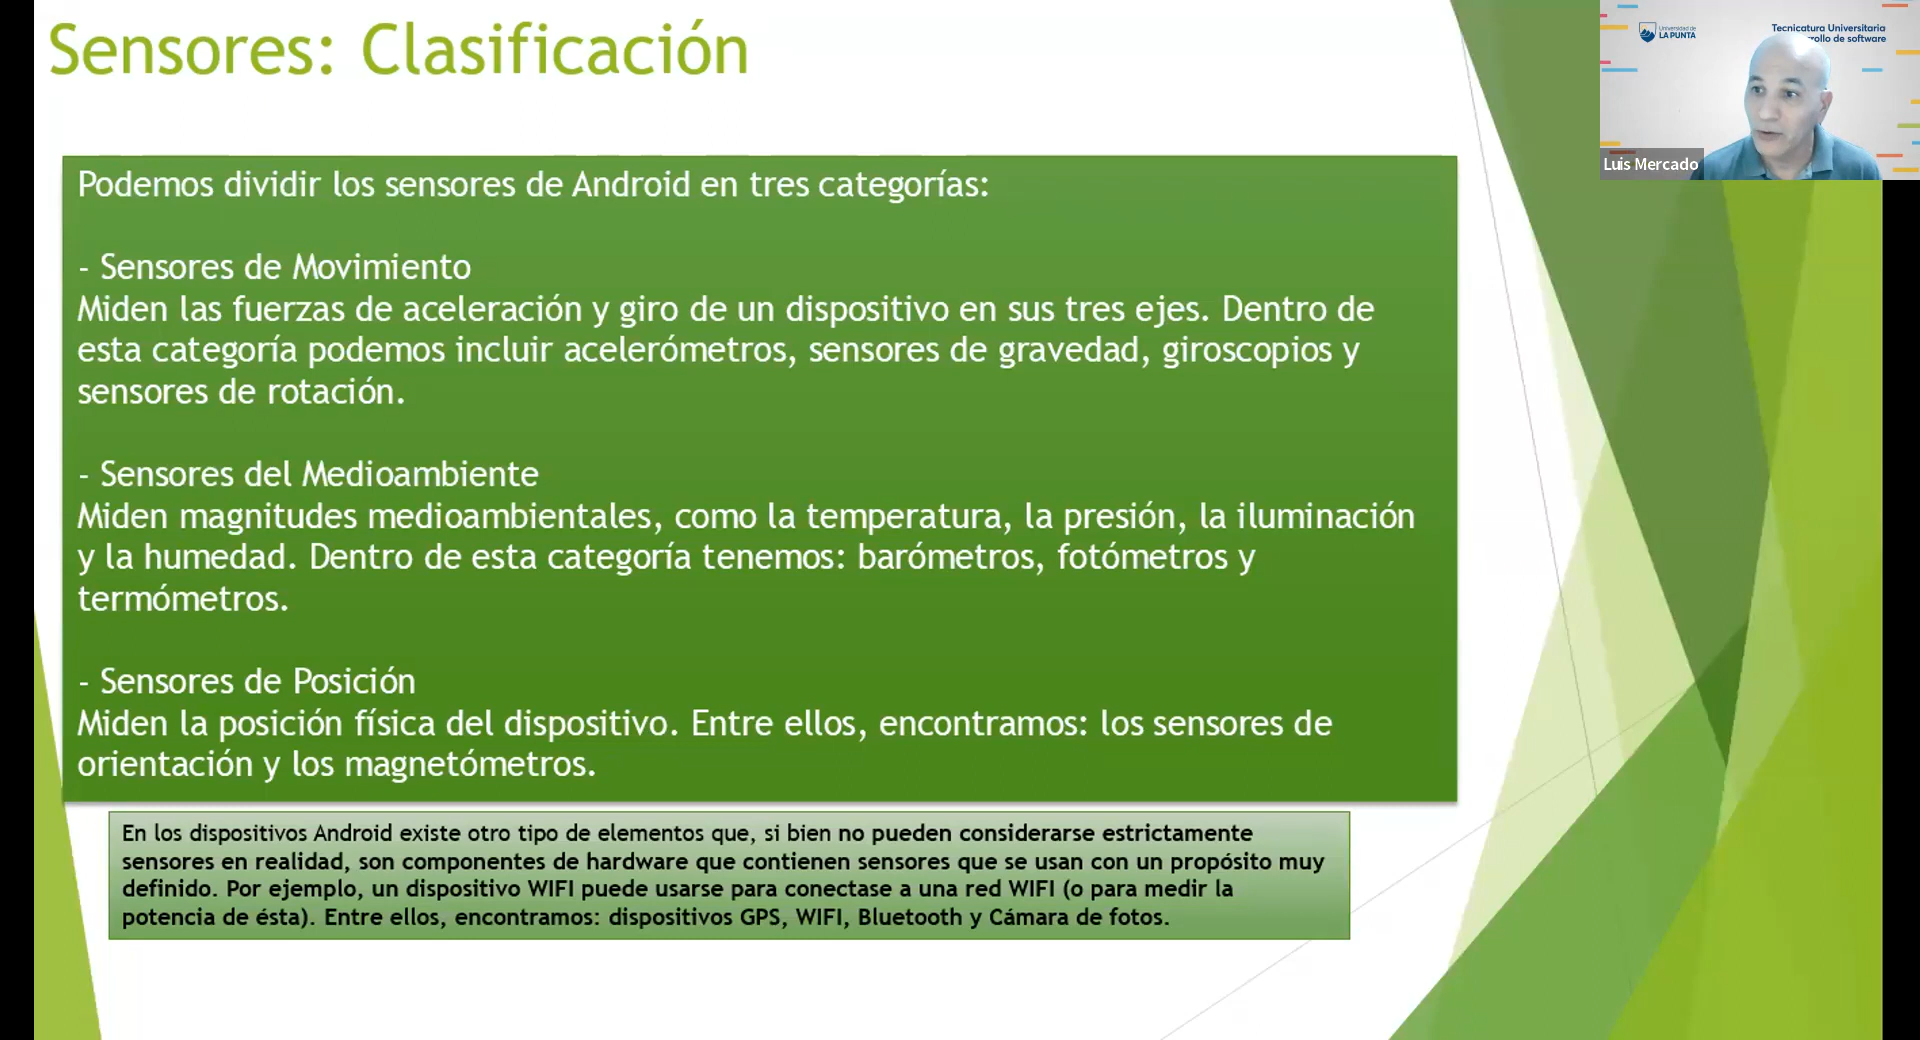 Sensores: Clasificación
Universidad de
LA PUNTA
Tecnicatura Universitaria
rollo de software
Luis Mercado
Podemos dividir los sensores de Android en tres categorías:
- Sensores de Movimiento
Miden las fuerzas de aceleración y giro de un dispositivo en sus tres ejes. Dentro de
esta categoría podemos incluir acelerómetros, sensores de gravedad, giroscopios y
sensores de rotación.
- Sensores del Medioambiente
Miden magnitudes medioambientales, como la temperatura, la presión, la iluminación
y la humedad. Dentro de esta categoría tenemos: barómetros, fotómetros y
termómetros.
- Sensores de Posición
Miden la posición física del dispositivo. Entre ellos, encontramos: los sensores de
orientación y los magnetómetros.
En los dispositivos Android existe otro tipo de elementos que, si bien no pueden considerarse estrictamente
sensores en realidad, son componentes de hardware que contienen sensores que se usan con un propósito muy
definido. Por ejemplo, un dispositivo WIFI puede usarse para conectase a una red WIFI (o para medir la
potencia de ésta). Entre ellos, encontramos: dispositivos GPS, WIFI, Bluetooth y Cámara de fotos.